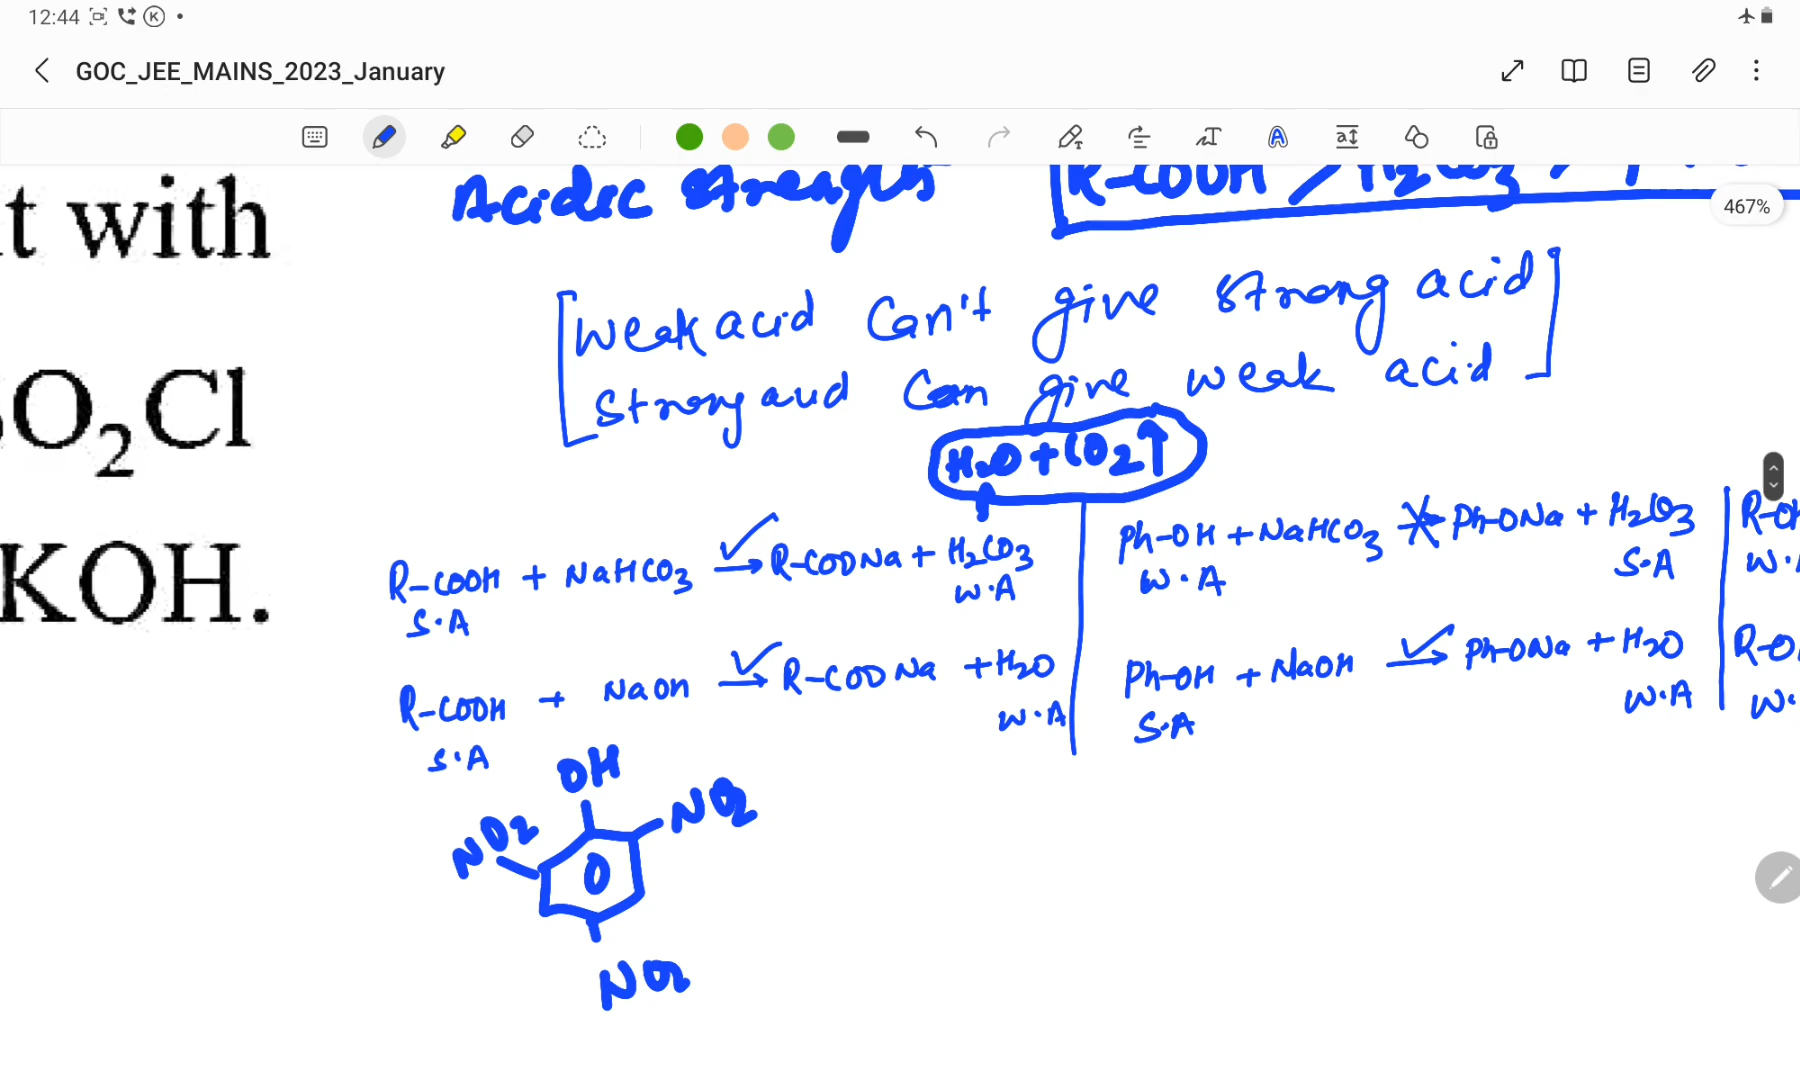 12:44
GOC_JEE_MAINS_2023_January
467%
t with
O₂Cl
KOH.
Acidic strength R-COOH > H₂CO₃ >
[Weak acid Can't give strong acid]
Strong acid Can give weak acid
H₂O + CO₂↑
R-COOH + NaHCO₃ → R-COONa + H₂CO₃
S.A W.A
R-COOH + NaOH → R-COONa + H₂O
S.A W.A
Ph-OH + NaHCO₃ Ph-ONa + H₂CO₃
W.A S.A
Ph-OH + NaOH → Ph-ONa + H₂O
S.A W.A
R-OH
W.A
R-O
W.
OH
NO₂ NO₂
NO₂